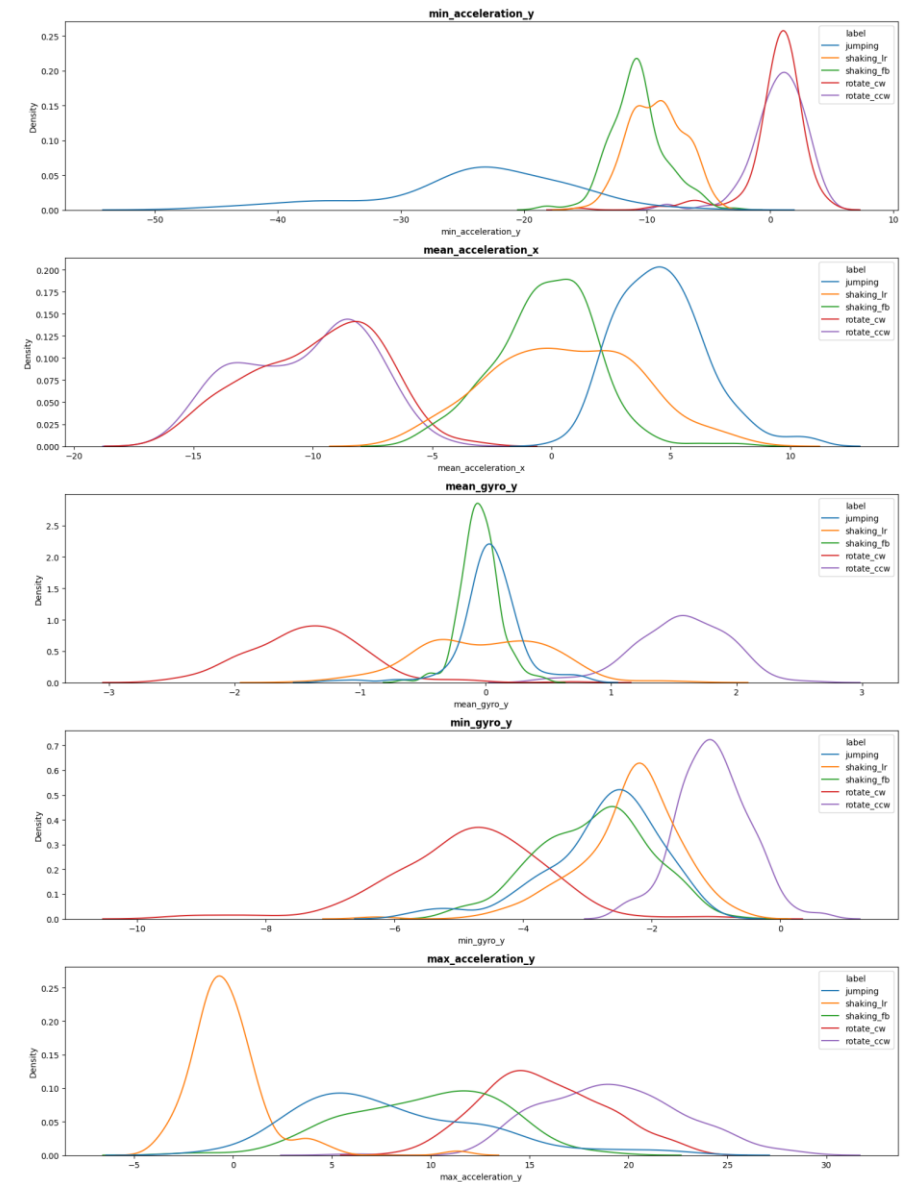 min_acceleration_y
0.25
0.20
0.15
0.10
0.05
0.00
Density
label
jumping
shaking_lr
shaking_fb
rotate_cw
rotate_ccw
−50 −40 −30 −20 −10 0 10
min_acceleration_y
mean_acceleration_x
0.200
0.175
0.150
0.125
0.100
0.075
0.050
0.025
0.000
Density
label
jumping
shaking_lr
shaking_fb
rotate_cw
rotate_ccw
−20 −15 −10 −5 0 5 10
mean_acceleration_x
mean_gyro_y
2.5
2.0
1.5
1.0
0.5
0.0
Density
label
jumping
shaking_lr
shaking_fb
rotate_cw
rotate_ccw
−3 −2 −1 0 1 2 3
mean_gyro_y
min_gyro_y
0.7
0.6
0.5
0.4
0.3
0.2
0.1
0.0
Density
label
jumping
shaking_lr
shaking_fb
rotate_cw
rotate_ccw
−10 −8 −6 −4 −2 0
min_gyro_y
max_acceleration_y
0.25
0.20
0.15
0.10
0.05
0.00
Density
label
jumping
shaking_lr
shaking_fb
rotate_cw
rotate_ccw
−5 0 5 10 15 20 25 30
max_acceleration_y